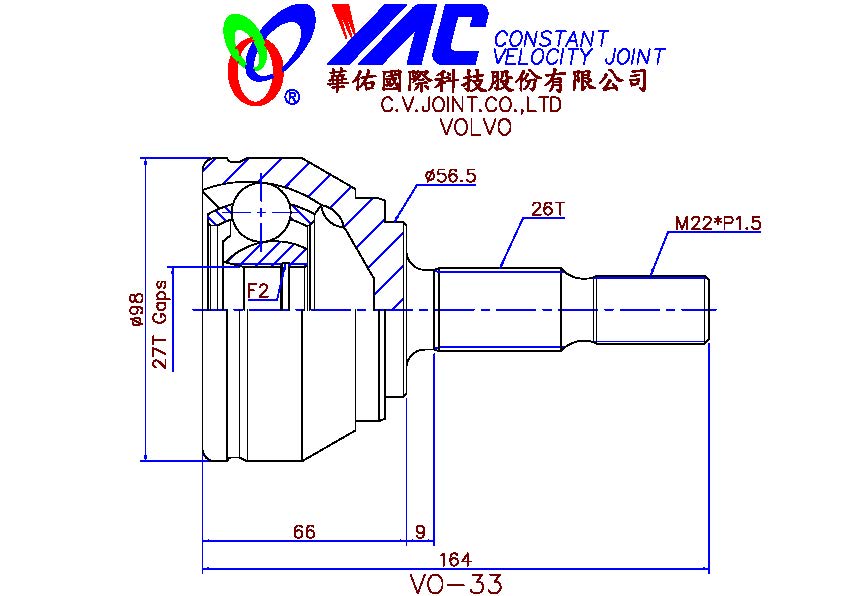 YAC CONSTANT
VELOCITY JOINT
®
華佑國際科技股份有限公司
C.V.JOINT.CO.,LTD
VOLVO
ø56.5
26T
M22*P1.5
F2
ø98
27T Gaps
66
9
164
VO-33